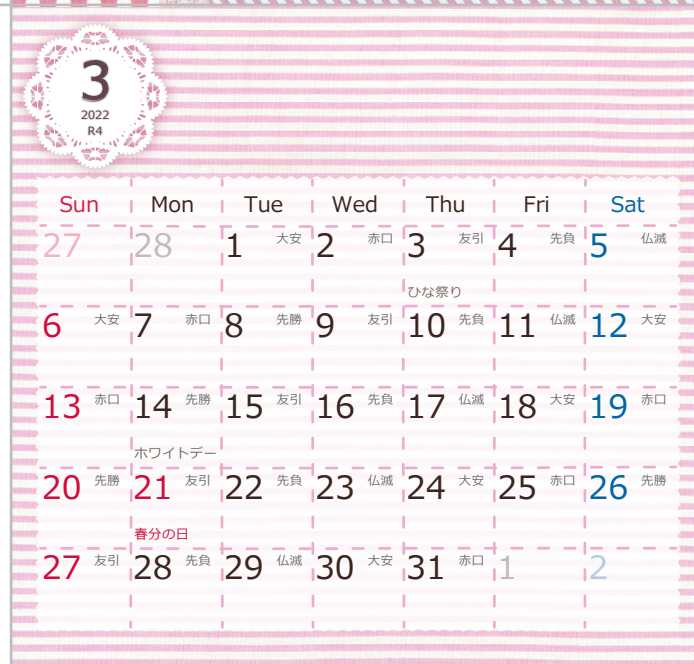 3
2022
R4
Sun Mon Tue Wed Thu Fri Sat
27 28 1 大安 2 赤口 3 友引 4 先負 5 仏滅
ひな祭り
6 大安 7 赤口 8 先勝 9 友引 10 先負 11 仏滅 12 大安
13 赤口 14 先勝 15 友引 16 先負 17 仏滅 18 大安 19 赤口
ホワイトデー
20 先勝 21 友引 22 先負 23 仏滅 24 大安 25 赤口 26 先勝
春分の日
27 友引 28 先負 29 仏滅 30 大安 31 赤口 1 2